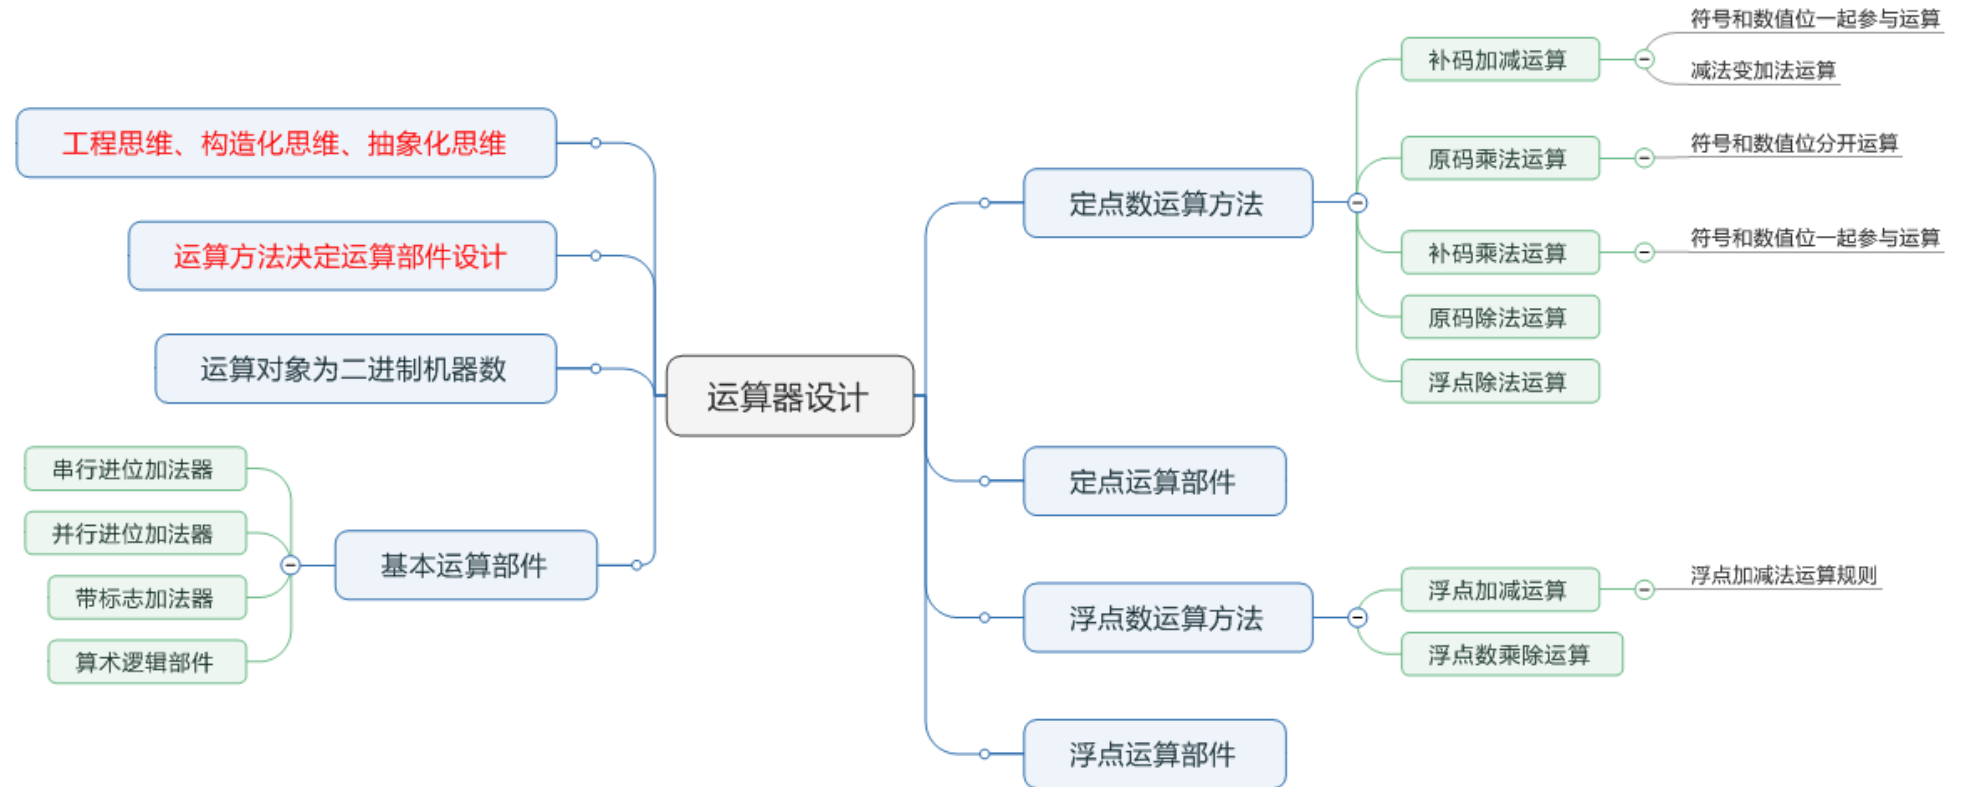 运算器设计
工程思维、构造化思维、抽象化思维
运算方法决定运算部件设计
运算对象为二进制机器数
基本运算部件
串行进位加法器
并行进位加法器
带标志加法器
算术逻辑部件
定点数运算方法
补码加减运算
符号和数值位一起参与运算
减法变加法运算
原码乘法运算
符号和数值位分开运算
补码乘法运算
符号和数值位一起参与运算
原码除法运算
浮点除法运算
定点运算部件
浮点数运算方法
浮点加减运算
浮点加减法运算规则
浮点数乘除运算
浮点运算部件